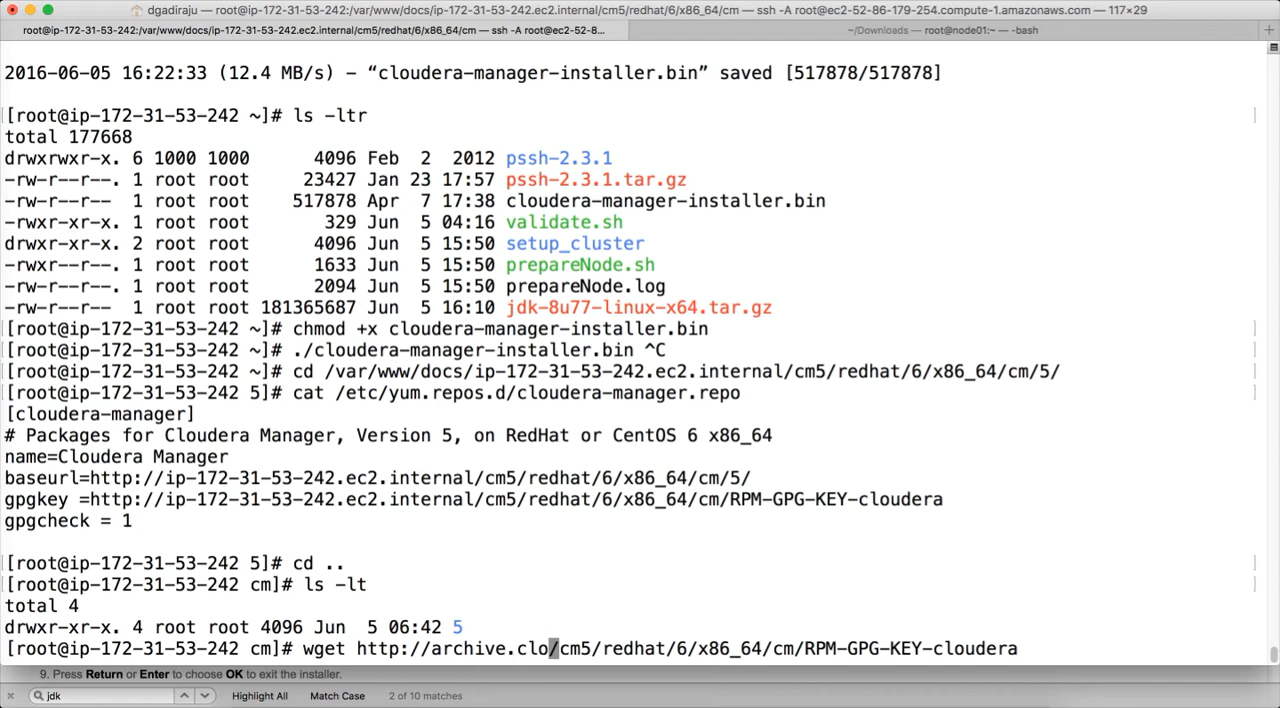 dgadiraju — root@ip-172-31-53-242:/var/www/docs/ip-172-31-53-242.ec2.internal/cm5/redhat/6/x86_64/cm — ssh -A root@ec2-52-86-179-254.compute-1.amazonaws.com — 117×29
root@ip-172-31-53-242:/var/www/docs/ip-172-31-53-242.ec2.internal/cm5/redhat/6/x86_64/cm — ssh -A root@ec2-52-8... ~/Downloads — root@node01:~ — -bash
2016-06-05 16:22:33 (12.4 MB/s) – “cloudera-manager-installer.bin” saved [517878/517878]
[root@ip-172-31-53-242 ~]# ls -ltr
total 177668
drwxrwxr-x. 6 1000 1000 4096 Feb 2 2012 pssh-2.3.1
-rw-r--r--. 1 root root 23427 Jan 23 17:57 pssh-2.3.1.tar.gz
-rw-r--r-- 1 root root 517878 Apr 7 17:38 cloudera-manager-installer.bin
-rwxr-xr-x. 1 root root 329 Jun 5 04:16 validate.sh
drwxr-xr-x. 2 root root 4096 Jun 5 15:50 setup_cluster
-rwxr--r--. 1 root root 1633 Jun 5 15:50 prepareNode.sh
-rw-r--r--. 1 root root 2094 Jun 5 15:50 prepareNode.log
-rw-r--r--. 1 root root 181365687 Jun 5 16:10 jdk-8u77-linux-x64.tar.gz
[root@ip-172-31-53-242 ~]# chmod +x cloudera-manager-installer.bin
[root@ip-172-31-53-242 ~]# ./cloudera-manager-installer.bin ^C
[root@ip-172-31-53-242 ~]# cd /var/www/docs/ip-172-31-53-242.ec2.internal/cm5/redhat/6/x86_64/cm/5/
[root@ip-172-31-53-242 5]# cat /etc/yum.repos.d/cloudera-manager.repo
[cloudera-manager]
# Packages for Cloudera Manager, Version 5, on RedHat or CentOS 6 x86_64
name=Cloudera Manager
baseurl=http://ip-172-31-53-242.ec2.internal/cm5/redhat/6/x86_64/cm/5/
gpgkey =http://ip-172-31-53-242.ec2.internal/cm5/redhat/6/x86_64/cm/RPM-GPG-KEY-cloudera
gpgcheck = 1
[root@ip-172-31-53-242 5]# cd ..
[root@ip-172-31-53-242 cm]# ls -lt
total 4
drwxr-xr-x. 4 root root 4096 Jun 5 06:42 5
[root@ip-172-31-53-242 cm]# wget http://archive.clo/cm5/redhat/6/x86_64/cm/RPM-GPG-KEY-cloudera
9. Press Return or Enter to choose OK to exit the installer.
jdk Highlight All Match Case 2 of 10 matches